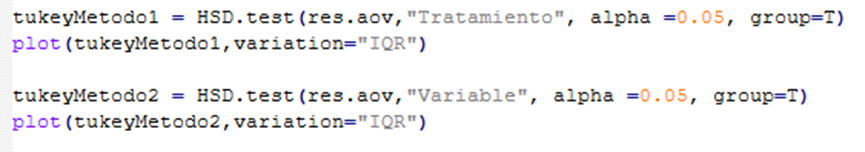 tukeyMetodo1 = HSD.test(res.aov,"Tratamiento", alpha =0.05, group=T)
plot(tukeyMetodo1,variation="IQR")
tukeyMetodo2 = HSD.test(res.aov,"Variable", alpha =0.05, group=T)
plot(tukeyMetodo2,variation="IQR")